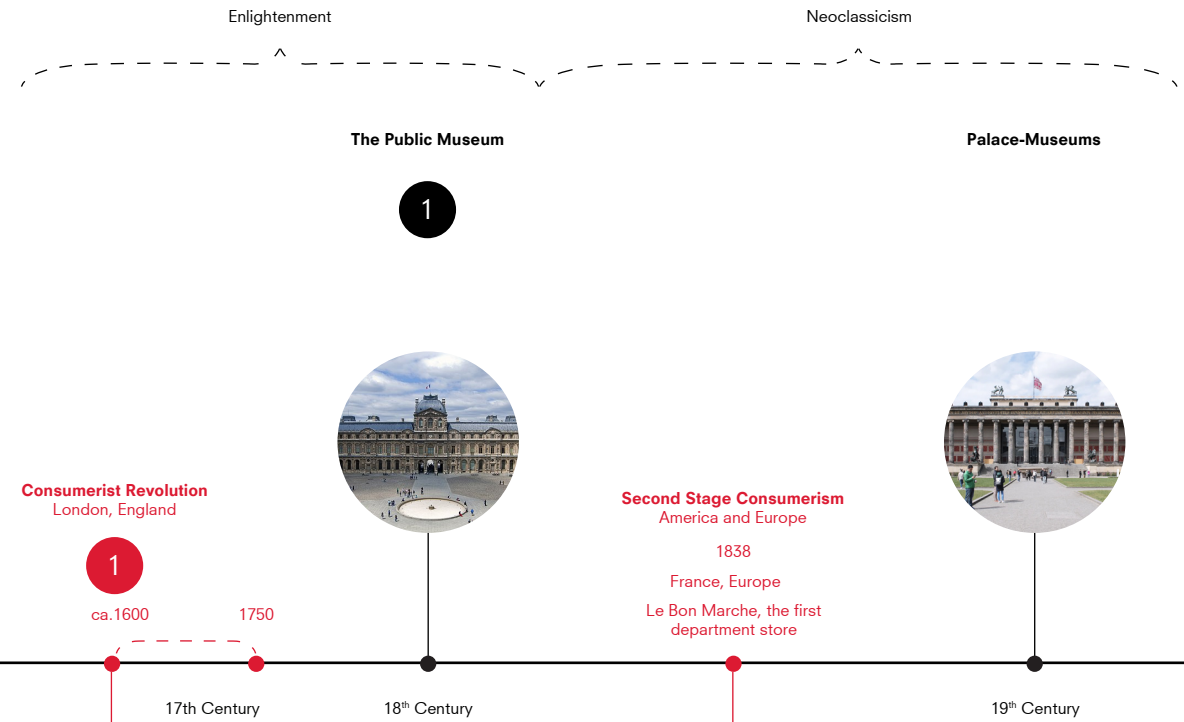 Enlightenment
Neoclassicism
The Public Museum
Palace-Museums
1
Consumerist Revolution
London, England
1
ca.1600
1750
Second Stage Consumerism
America and Europe
1838
France, Europe
Le Bon Marche, the first
department store
17th Century
18th Century
19th Century